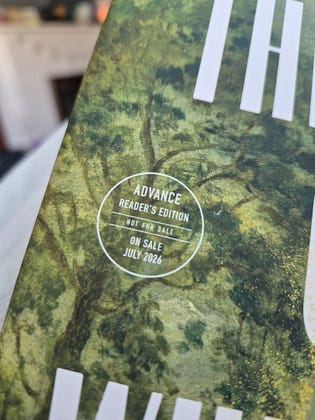 ADVANCE
READER'S EDITION
NOT FOR SALE
ON SALE
JULY 2026